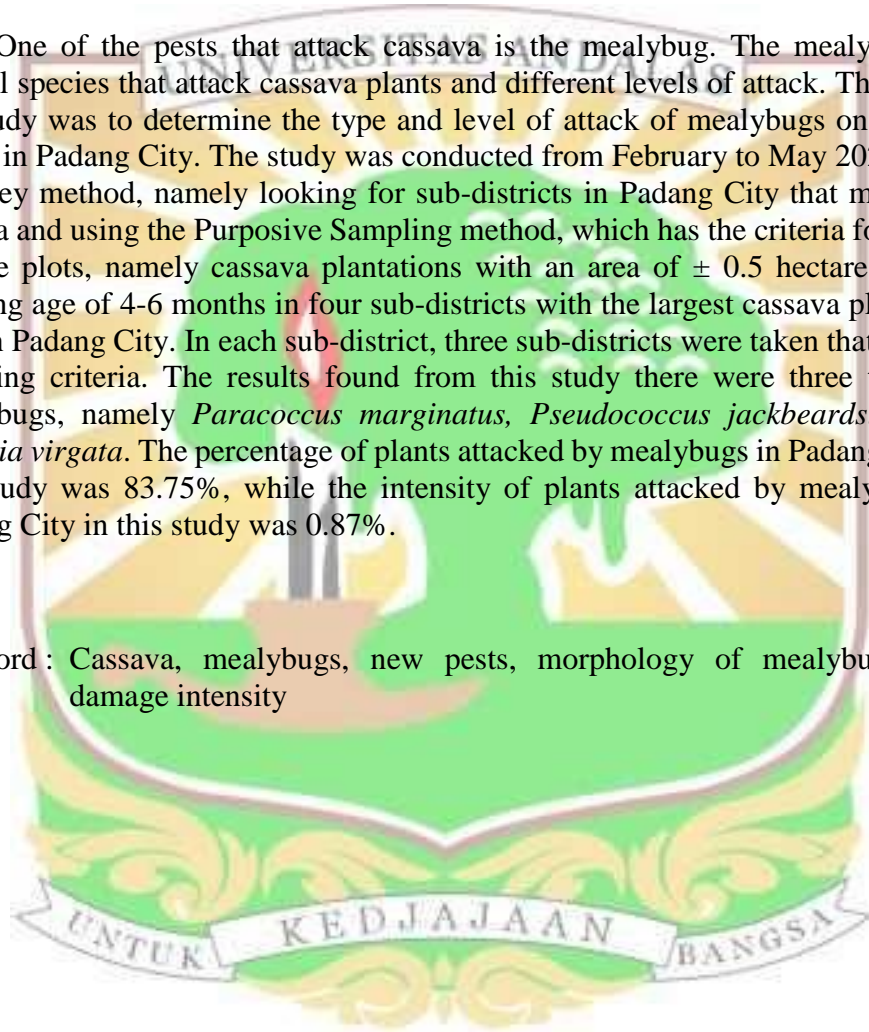 One of the pests that attack cassava is the mealybug. The mealy
l species that attack cassava plants and different levels of attack. Th
udy was to determine the type and level of attack of mealybugs on
in Padang City. The study was conducted from February to May 20
ey method, namely looking for sub-districts in Padang City that m
a and using the Purposive Sampling method, which has the criteria fo
e plots, namely cassava plantations with an area of ± 0.5 hectare
ng age of 4-6 months in four sub-districts with the largest cassava pl
n Padang City. In each sub-district, three sub-districts were taken that
ing criteria. The results found from this study there were three
bugs, namely Paracoccus marginatus, Pseudococcus jackbeards
ia virgata. The percentage of plants attacked by mealybugs in Padang
udy was 83.75%, while the intensity of plants attacked by mealy
g City in this study was 0.87%.
ord : Cassava, mealybugs, new pests, morphology of mealybu
damage intensity
UNIVERSITAS ANDALAS
UNTUK KEDJAJAAN BANGSA